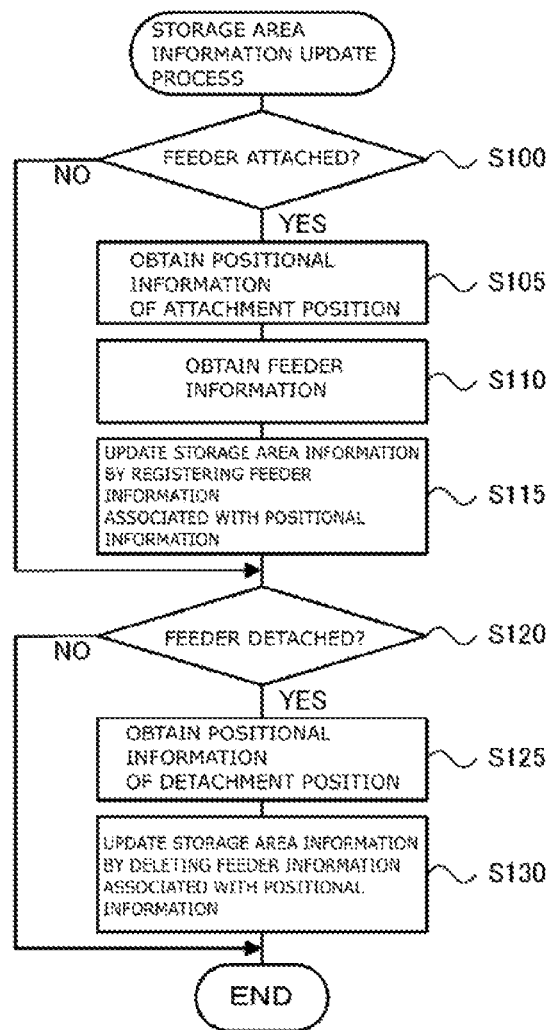 STORAGE AREA
INFORMATION UPDATE
PROCESS
FEEDER ATTACHED?
S100
NO
YES
OBTAIN POSITIONAL
INFORMATION
OF ATTACHMENT POSITION
S105
OBTAIN FEEDER
INFORMATION
S110
UPDATE STORAGE AREA INFORMATION
BY REGISTERING FEEDER
INFORMATION
ASSOCIATED WITH POSITIONAL
INFORMATION
S115
FEEDER DETACHED?
S120
NO
YES
OBTAIN POSITIONAL
INFORMATION
OF DETACHMENT POSITION
S125
UPDATE STORAGE AREA INFORMATION
BY DELETING FEEDER INFORMATION
ASSOCIATED WITH POSITIONAL
INFORMATION
S130
END